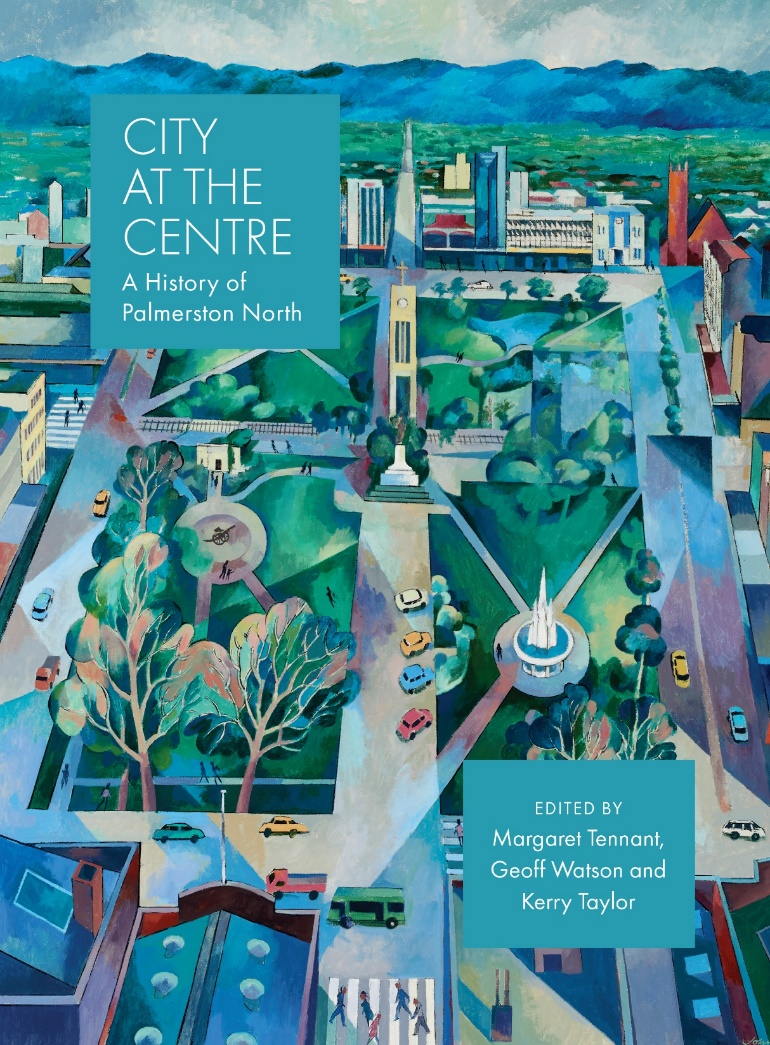 CITY
AT THE
CENTRE
A History of
Palmerston North
EDITED BY
Margaret Tennant,
Geoff Watson and
Kerry Taylor